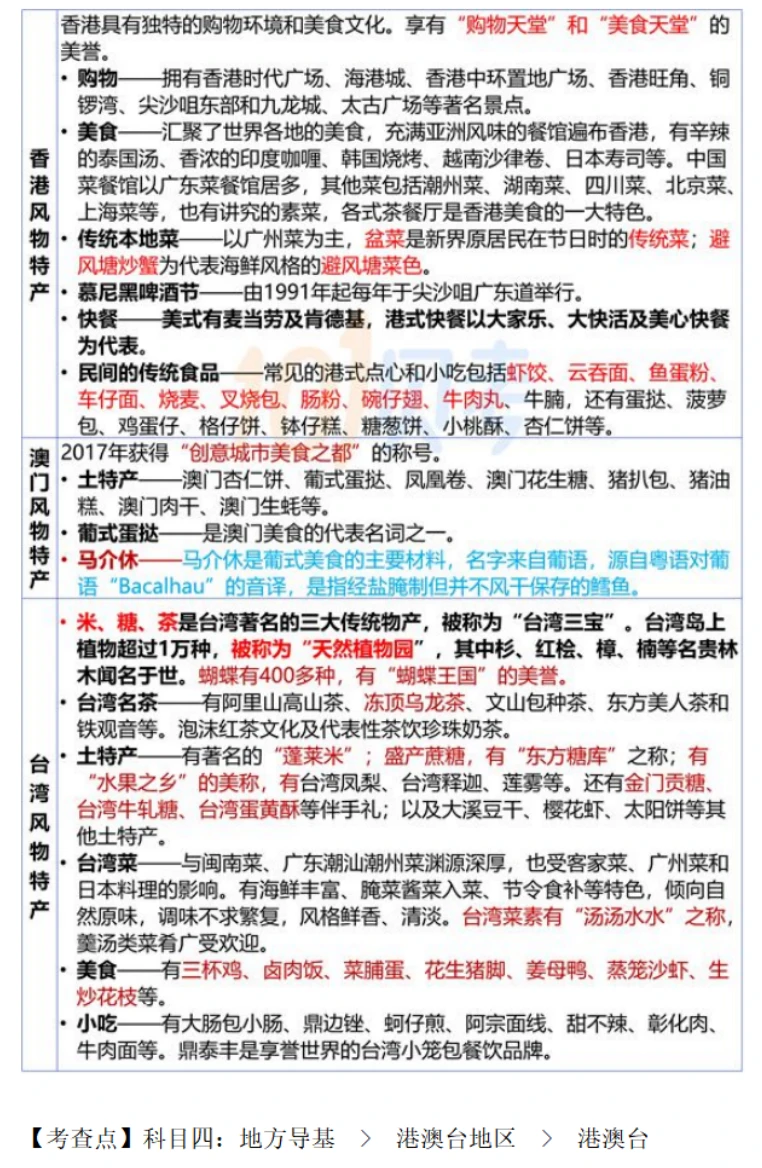 香港具有独特的购物环境和美食文化。享有“购物天堂”和“美食天堂”的
美誉。
• 购物——拥有香港时代广场、海港城、香港中环置地广场、香港旺角、铜
锣湾、尖沙咀东部和九龙城、太古广场等著名景点。
• 美食——汇聚了世界各地的美食，充满亚洲风味的餐馆遍布香港，有辛辣
的泰国汤、香浓的印度咖喱、韩国烧烤、越南沙律卷、日本寿司等。中国
菜餐馆以广东菜餐馆居多，其他菜包括潮州菜、湖南菜、四川菜、北京菜、
上海菜等，也有讲究的素菜，各式茶餐厅是香港美食的一大特色。
• 传统本地菜——以广州菜为主，盆菜是新界原居民在节日时的传统菜；避
风塘炒蟹为代表海鲜风格的避风塘菜色。
• 慕尼黑啤酒节——由1991年起每年于尖沙咀广东道举行。
• 快餐——美式有麦当劳及肯德基，港式快餐以大家乐、大快活及美心快餐
为代表。
• 民间的传统食品——常见的港式点心和小吃包括虾饺、云吞面、鱼蛋粉、
车仔面、烧麦、叉烧包、肠粉、碗仔翅、牛肉丸、牛腩，还有蛋挞、菠萝
包、鸡蛋仔、格仔饼、钵仔糕、糖葱饼、小桃酥、杏仁饼等。
香港风物特产
2017年获得“创意城市美食之都”的称号。
• 土特产——澳门杏仁饼、葡式蛋挞、凤凰卷、澳门花生糖、猪扒包、猪油
糕、澳门肉干、澳门生蚝等。
• 葡式蛋挞——是澳门美食的代表名词之一。
• 马介休——马介休是葡式美食的主要材料，名字来自葡语，源自粤语对葡
语“Bacalhau”的音译，是指经盐腌制但并不风干保存的鳕鱼。
澳门风物特产
• 米、糖、茶是台湾著名的三大传统物产，被称为“台湾三宝”。台湾岛上
植物超过1万种，被称为“天然植物园”，其中杉、红桧、樟、楠等名贵林
木闻名于世。蝴蝶有400多种，有“蝴蝶王国”的美誉。
• 台湾名茶——有阿里山高山茶、冻顶乌龙茶、文山包种茶、东方美人茶和
铁观音等。泡沫红茶文化及代表性茶饮珍珠奶茶。
• 土特产——有著名的“蓬莱米”；盛产蔗糖，有“东方糖库”之称；有
“水果之乡”的美称，有台湾凤梨、台湾释迦、莲雾等。还有金门贡糖、
台湾牛轧糖、台湾蛋黄酥等伴手礼；以及大溪豆干、樱花虾、太阳饼等其
他土特产。
• 台湾菜——与闽南菜、广东潮汕潮州菜渊源深厚，也受客家菜、广州菜和
日本料理的影响。有海鲜丰富、腌菜酱菜入菜、节令食补等特色，倾向自
然原味，调味不求繁复，风格鲜香、清淡。台湾菜素有“汤汤水水”之称，
羹汤类菜肴广受欢迎。
• 美食——有三杯鸡、卤肉饭、菜脯蛋、花生猪脚、姜母鸭、蒸笼沙虾、生
炒花枝等。
• 小吃——有大肠包小肠、鼎边锉、蚵仔煎、阿宗面线、甜不辣、彰化肉、
牛肉面等。鼎泰丰是享誉世界的台湾小笼包餐饮品牌。
台湾风物特产
【考查点】科目四：地方导基 > 港澳台地区 > 港澳台